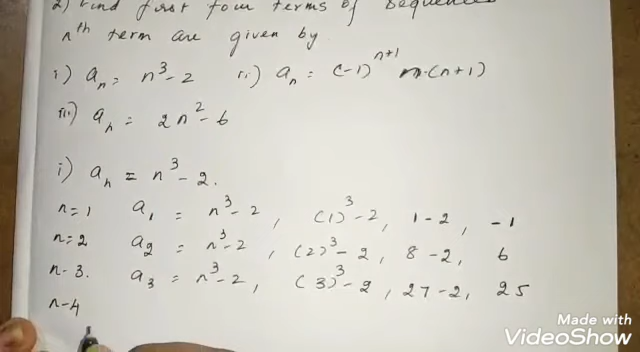 2) Find first four terms of sequence
nth term are given by
i) aₙ = n³-2 ii) aₙ = (-1)ⁿ⁺¹ n.(n+1)
iii) aₙ = 2n²-6
i) aₙ = n³-2.
n=1 a₁ = n³-2, (1)³-2, 1-2, -1
n=2 a₂ = n³-2, (2)³-2, 8-2, 6
n-3. a₃ = n³-2, (3)³-2, 27-2, 25
n-4
Made with
VideoShow